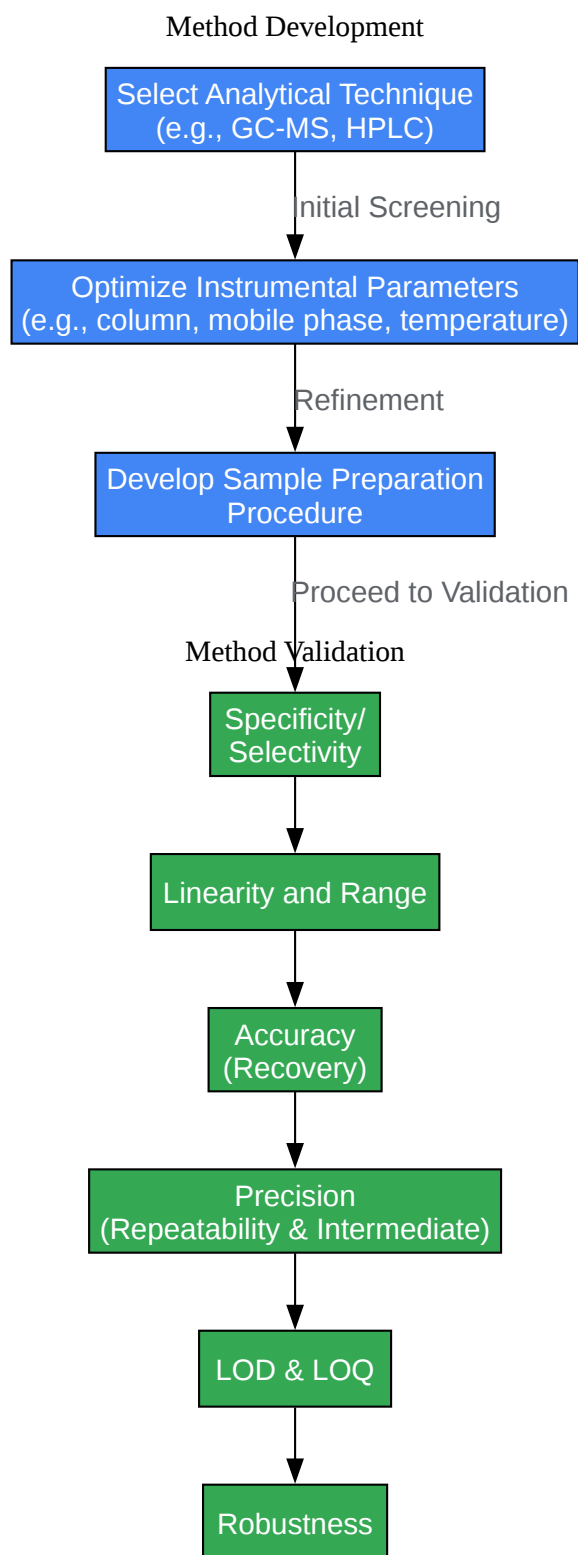 Method Development
Select Analytical Technique
(e.g., GC-MS, HPLC)
Initial Screening
Optimize Instrumental Parameters
(e.g., column, mobile phase, temperature)
Refinement
Develop Sample Preparation
Procedure
Proceed to Validation
Method Validation
Specificity/
Selectivity
Linearity and Range
Accuracy
(Recovery)
Precision
(Repeatability & Intermediate)
LOD & LOQ
Robustness